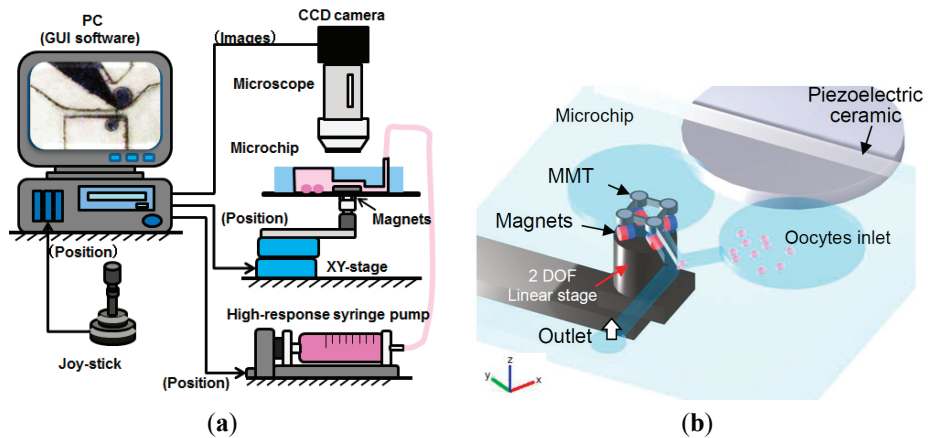 PC
(GUI software)
(Images)
CCD camera
Microscope
Microchip
Magnets
(Position)
XY-stage
(Position)
Joy-stick
High-response syringe pump
(Position)
(a)
Piezoelectric
ceramic
Microchip
MMT
Magnets
Oocytes inlet
2 DOF
Linear stage
Outlet
z
y
x
(b)